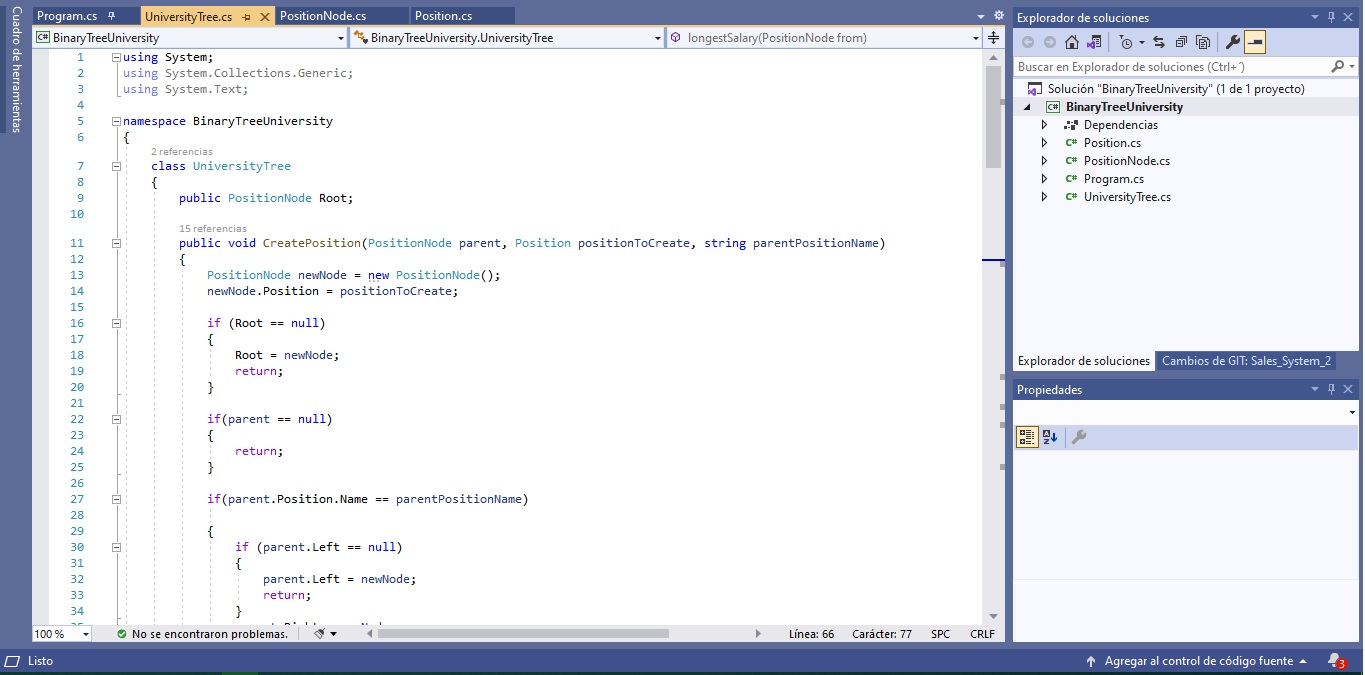 Cuadro de herramientas
Program.cs
UniversityTree.cs
PositionNode.cs
Position.cs
C# BinaryTreeUniversity
BinaryTreeUniversity.UniversityTree
longestSalary(PositionNode from)
1 using System;
2 using System.Collections.Generic;
3 using System.Text;
4
5 namespace BinaryTreeUniversity
6 {
2 referencias
7 class UniversityTree
8 {
9 public PositionNode Root;
10
15 referencias
11 public void CreatePosition(PositionNode parent, Position positionToCreate, string parentPositionName)
12 {
13 PositionNode newNode = new PositionNode();
14 newNode.Position = positionToCreate;
15
16 if (Root == null)
17 {
18 Root = newNode;
19 return;
20 }
21
22 if(parent == null)
23 {
24 return;
25 }
26
27 if(parent.Position.Name == parentPositionName)
28
29 {
30 if (parent.Left == null)
31 {
32 parent.Left = newNode;
33 return;
34 }
100 %
No se encontraron problemas.
Línea: 66
Carácter: 77
SPC
CRLF
Explorador de soluciones
Buscar en Explorador de soluciones (Ctrl+´)
Solución "BinaryTreeUniversity" (1 de 1 proyecto)
C# BinaryTreeUniversity
Dependencias
C# Position.cs
C# PositionNode.cs
C# Program.cs
C# UniversityTree.cs
Explorador de soluciones
Cambios de GIT: Sales_System_2
Propiedades
Listo
Agregar al control de código fuente
3